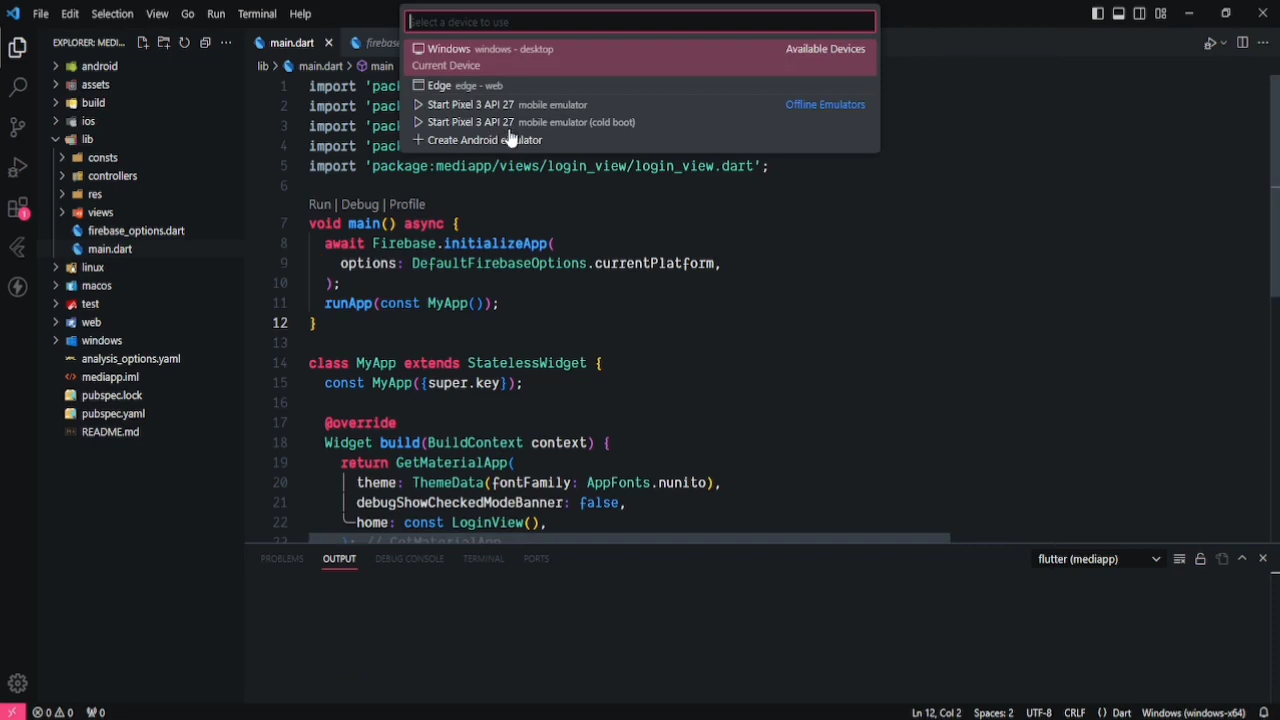 File Edit Selection View Go Run Terminal Help
Select a device to use
Windows windows - desktop Available Devices
Current Device
Edge edge - web
Start Pixel 3 API 27 mobile emulator Offline Emulators
Start Pixel 3 API 27 mobile emulator (cold boot)
Create Android emulator
EXPLORER: MEDI...
android
assets
build
ios
lib
consts
controllers
res
views
firebase_options.dart
main.dart
linux
macos
test
web
windows
analysis_options.yaml
mediapp.iml
pubspec.lock
pubspec.yaml
README.md
1
main.dart firebase
lib > main.dart > main
1 import 'pack
2 import 'pack
3 import 'pack
4 import 'pack
5 import 'package:mediapp/views/login_view/login_view.dart';
6
Run | Debug | Profile
7 void main() async {
8 await Firebase.initializeApp(
9 options: DefaultFirebaseOptions.currentPlatform,
10 );
11 runApp(const MyApp());
12 }
13
14 class MyApp extends StatelessWidget {
15 const MyApp({super.key});
16
17 @override
18 Widget build(BuildContext context) {
19 return GetMaterialApp(
20 theme: ThemeData(fontFamily: AppFonts.nunito),
21 debugShowCheckedModeBanner: false,
22 home: const LoginView(),
23 ); // GetMaterialApp
PROBLEMS OUTPUT DEBUG CONSOLE TERMINAL PORTS
flutter (mediapp)
0 0 0
Ln 12, Col 2 Spaces: 2 UTF-8 CRLF {} Dart Windows (windows-x64)